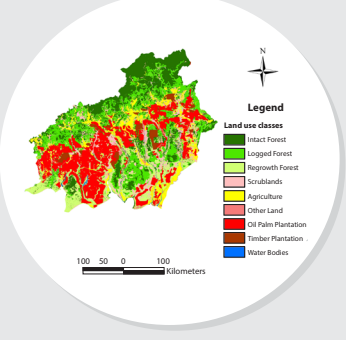 N
Legend
Land use classes
Intact Forest
Logged Forest
Regrowth Forest
Scrublands
Agriculture
Other Land
Oil Palm Plantation
Timber Plantation
Water Bodies
100 50 0 100
Kilometers